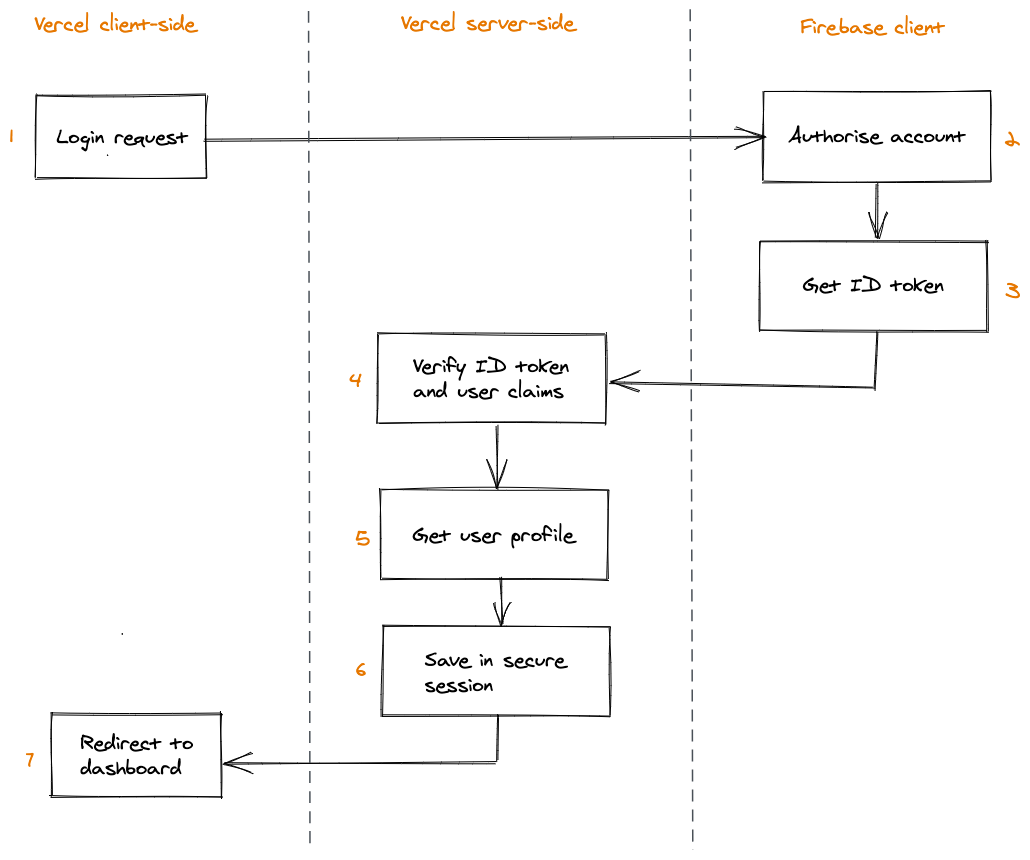 Vercel client-side
Vercel server-side
Firebase client
1
Login request
Authorise account
2
Get ID token
3
4
Verify ID token
and user claims
5
Get user profile
6
Save in secure
session
7
Redirect to
dashboard